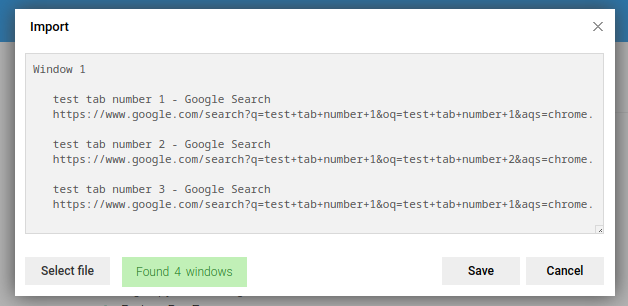 Import
Window 1
test tab number 1 - Google Search
https://www.google.com/search?q=test+tab+number+1&oq=test+tab+number+1&aqs=chrome.
test tab number 2 - Google Search
https://www.google.com/search?q=test+tab+number+1&oq=test+tab+number+2&aqs=chrome.
test tab number 3 - Google Search
https://www.google.com/search?q=test+tab+number+1&oq=test+tab+number+1&aqs=chrome.
Select file
Found 4 windows
Save
Cancel